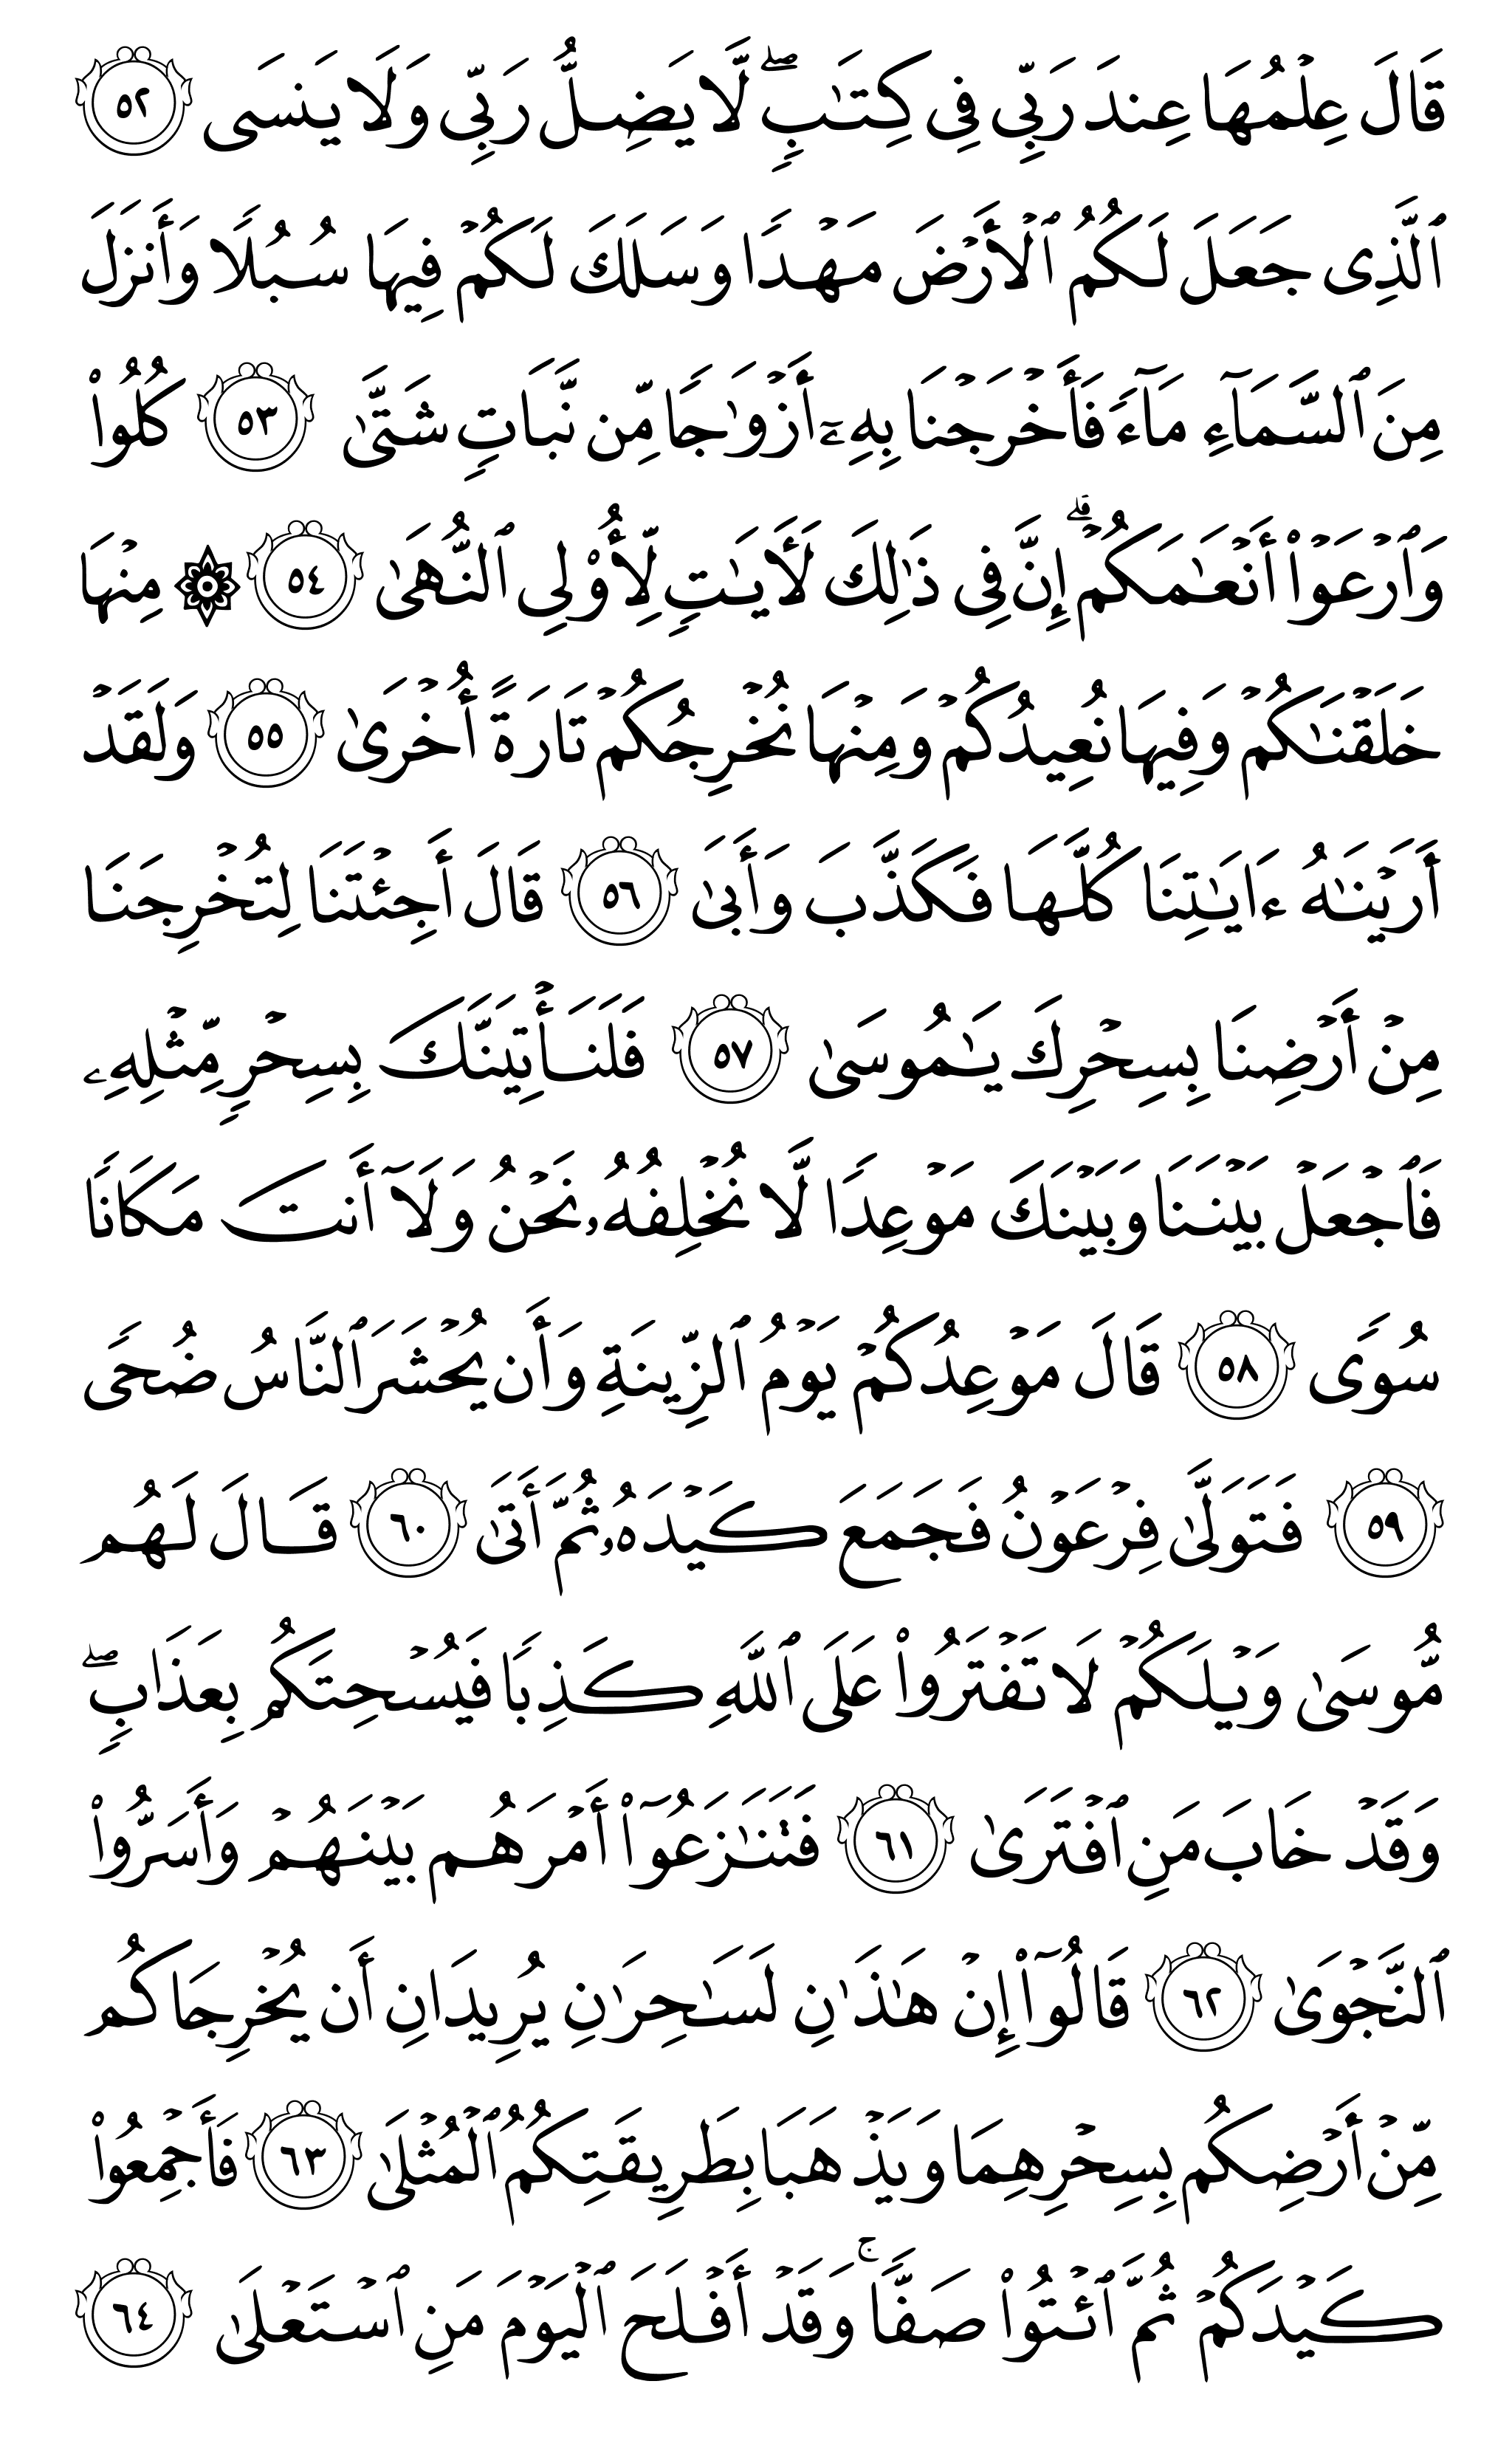 قَالَ عِلْمُهَا عِندَ رَبِّي فِى كِتَٰبٍ ۖ لَّا يَضِلُّ رَبِّي وَلَا يَنسَى ٥٢
ٱلَّذِى جَعَلَ لَكُمُ ٱلْأَرْضَ مَهْدًا وَسَلَكَ لَكُمْ فِيهَا سُبُلًا وَأَنزَلَ
مِنَ ٱلسَّمَآءِ مَآءً فَأَخْرَجْنَا بِهِۦٓ أَزْوَٰجًا مِّن نَّبَاتٍ شَتَّىٰ ٥٣ كُلُوا۟
وَٱرْعَوْا۟ أَنْعَٰمَكُمْ ۗ إِنَّ فِى ذَٰلِكَ لَأٓيَٰتٍ لِّأُو۟لِى ٱلنُّهَىٰ ٥٤ ۞ مِنْهَا
خَلَقْنَٰكُمْ وَفِيهَا نُعِيدُكُمْ وَمِنْهَا نُخْرِجُكُمْ تَارَةً أُخْرَىٰ ٥٥ وَلَقَدْ
أَرَيْنَٰهُ ءَايَٰتِنَا كُلَّهَا فَكَذَّبَ وَأَبَىٰ ٥٦ قَالَ أَجِئْتَنَا لِتُخْرِجَنَا
مِنْ أَرْضِنَا بِسِحْرِكَ يَٰمُوسَىٰ ٥٧ فَلَنَأْتِيَنَّكَ بِسِحْرٍ مِّثْلِهِۦ
فَٱجْعَلْ بَيْنَنَا وَبَيْنَكَ مَوْعِدًا لَّا نُخْلِفُهُۥ نَحْنُ وَلَآ أَنتَ مَكَانًا
سُوًى ٥٨ قَالَ مَوْعِدُكُمْ يَوْمُ ٱلزِّينَةِ وَأَن يُحْشَرَ ٱلنَّاسُ ضُحًى
٥٩ فَتَوَلَّىٰ فِرْعَوْنُ فَجَمَعَ كَيْدَهُۥ ثُمَّ أَتَىٰ ٦٠ قَالَ لَهُم
مُّوسَىٰ وَيْلَكُمْ لَا تَفْتَرُوا۟ عَلَى ٱللَّهِ كَذِبًا فَيُسْحِتَكُم بِعَذَابٍ ۖ
وَقَدْ خَابَ مَنِ ٱفْتَرَىٰ ٦١ فَتَنَٰزَعُوٓا۟ أَمْرَهُم بَيْنَهُمْ وَأَسَرُّوا۟
ٱلنَّجْوَىٰ ٦٢ قَالُوٓا۟ إِنْ هَٰذَٰنِ لَسَٰحِرَٰنِ يُرِيدَانِ أَن يُخْرِجَاكُم
مِّنْ أَرْضِكُم بِسِحْرِهِمَا وَيَذْهَبَا بِطَرِيقَتِكُمُ ٱلْمُثْلَىٰ ٦٣ فَأَجْمِعُوا۟
كَيْدَكُمْ ثُمَّ ٱئْتُوا۟ صَفًّا ۚ وَقَدْ أَفْلَحَ ٱلْيَوْمَ مَنِ ٱسْتَعْلَىٰ ٦٤